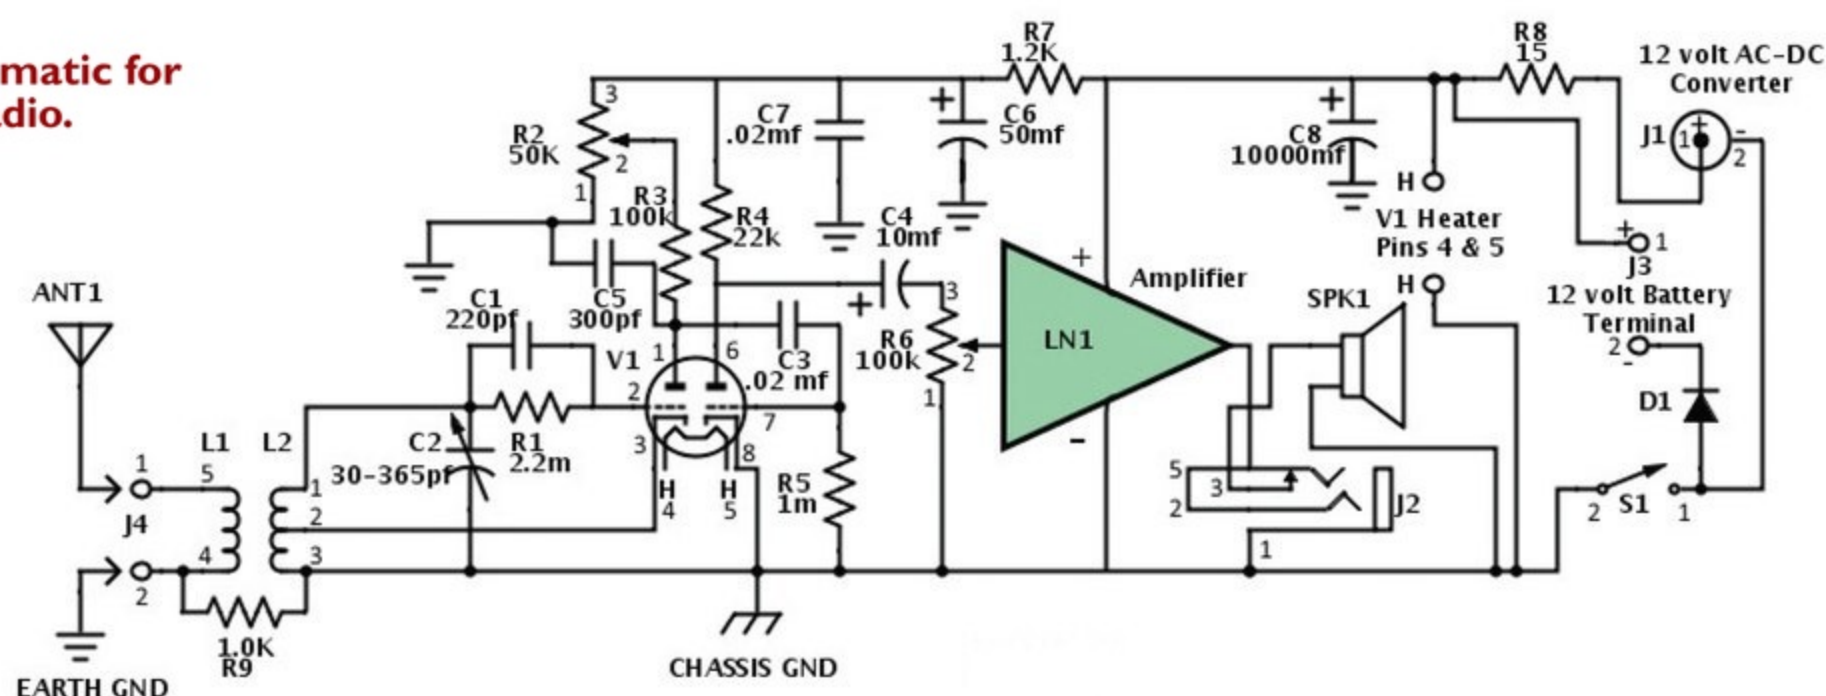 matic for
dio.
R7
1.2K
R8
15
12 volt AC-DC
Converter
3
R2
50K
2
1
C7
.02mf
+
C6
50mf
+
C8
10000mf
J1
1
+
-
2
R3
100k
R4
22k
C4
10mf
+
H
V1 Heater
Pins 4 & 5
H
+
1
J3
12 volt Battery
Terminal
2
-
ANT1
C1
220pf
C5
300pf
V1
1
6
2
C3
.02 mf
7
3
8
R6
100k
3
2
1
+
LN1
-
Amplifier
SPK1
D1
L1
L2
C2
30-365pf
R1
2.2m
H
4
H
5
R5
1m
5
3
2
J2
1
2
S1
1
1
5
J4
4
2
1
2
3
1.0K
R9
EARTH GND
CHASSIS GND